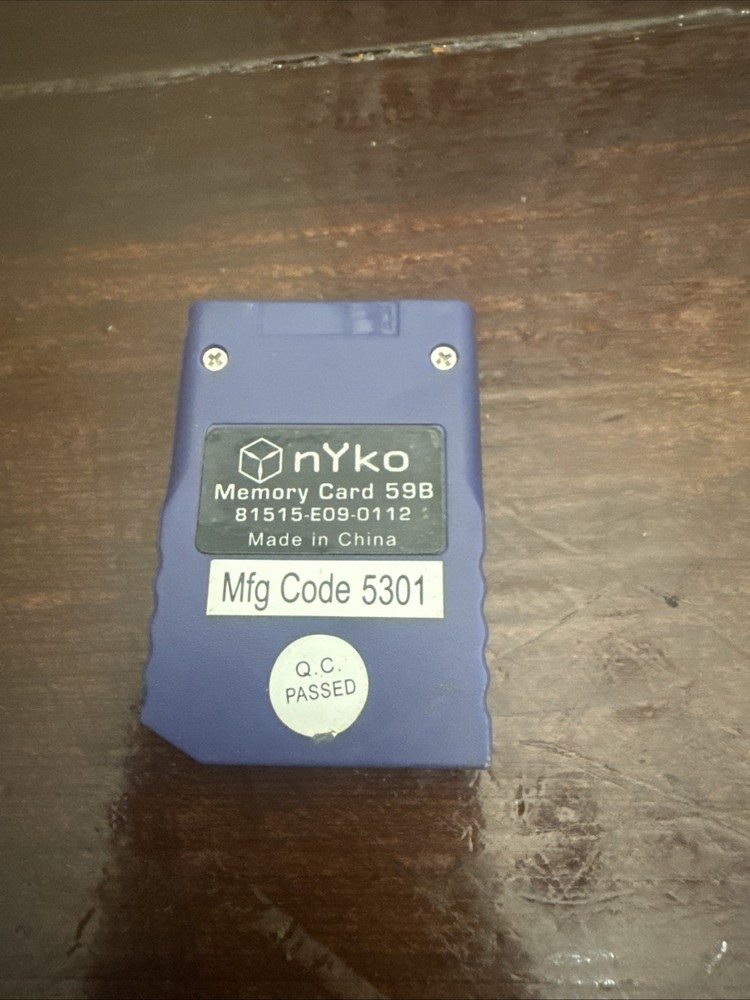 nYko
Memory Card 59B
81515-E09-0112
Made in China
Mfg Code 5301
Q.C.
PASSED